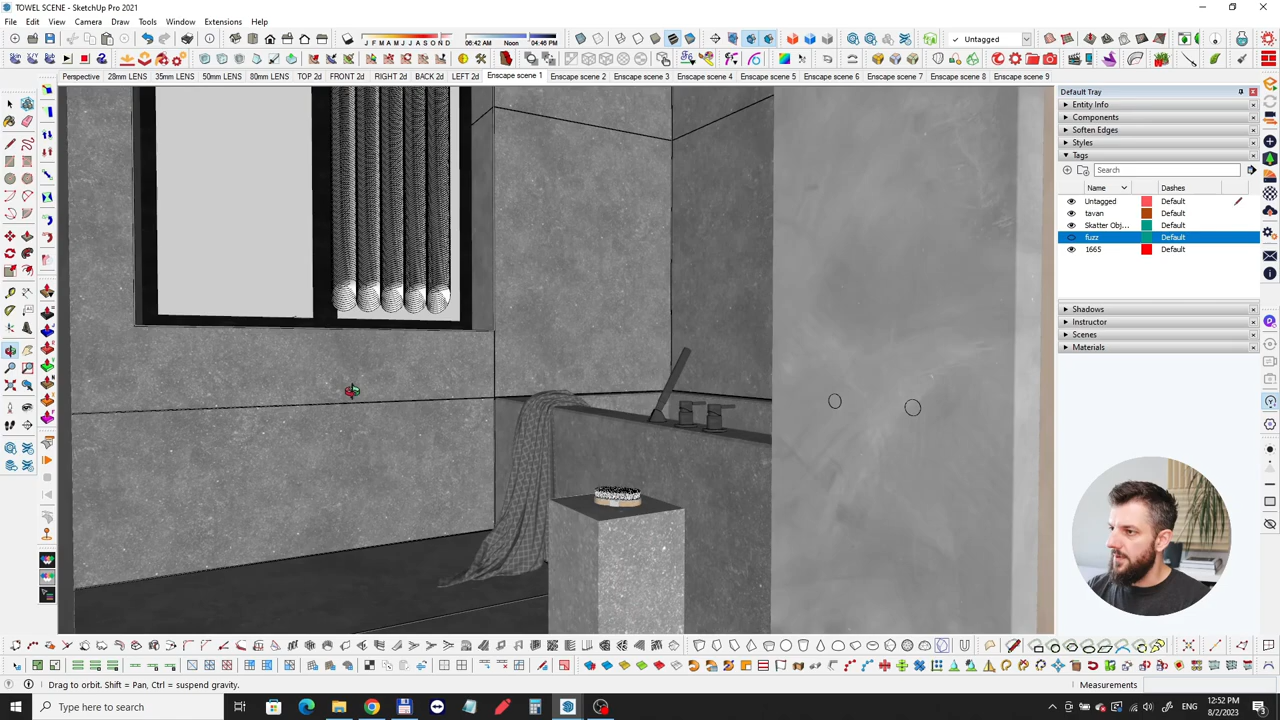 TOWEL SCENE - SketchUp Pro 2021
File Edit View Camera Draw Tools Window Extensions Help
J F M A M J J A S O N D 06:42 AM Noon 04:46 PM Untagged
Perspective 28mm LENS 35mm LENS 50mm LENS 80mm LENS TOP 2d FRONT 2D RIGHT 2d BACK 2d LEFT 2D Enscape scene 1 Enscape scene 2 Enscape scene 3 Enscape scene 4 Enscape scene 5 Enscape scene 6 Enscape scene 7 Enscape scene 8 Enscape scene 9
Default Tray
Entity Info
Components
Soften Edges
Styles
Tags
Search
Name Dashes
Untagged Default
tavan Default
Skatter Obj... Default
fuzz Default
1665 Default
Shadows
Instructor
Scenes
Materials
Drag to orbit. Shift = Pan, Ctrl = suspend gravity.
Measurements
Type here to search
12:52 PM
8/2/2023